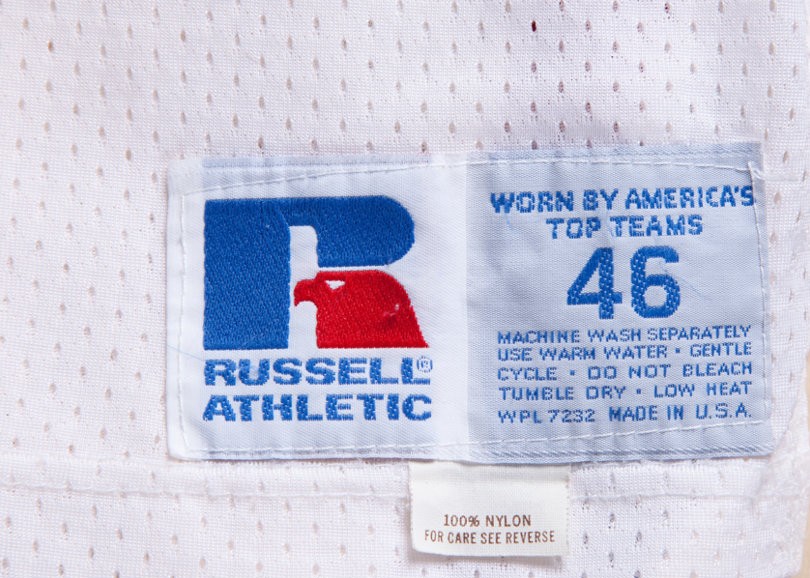 RUSSELL®
ATHLETIC
WORN BY AMERICA'S
TOP TEAMS
46
MACHINE WASH SEPARATELY
USE WARM WATER · GENTLE
CYCLE · DO NOT BLEACH
TUMBLE DRY · LOW HEAT
WPL 7232 MADE IN U.S.A.
100% NYLON
FOR CARE SEE REVERSE